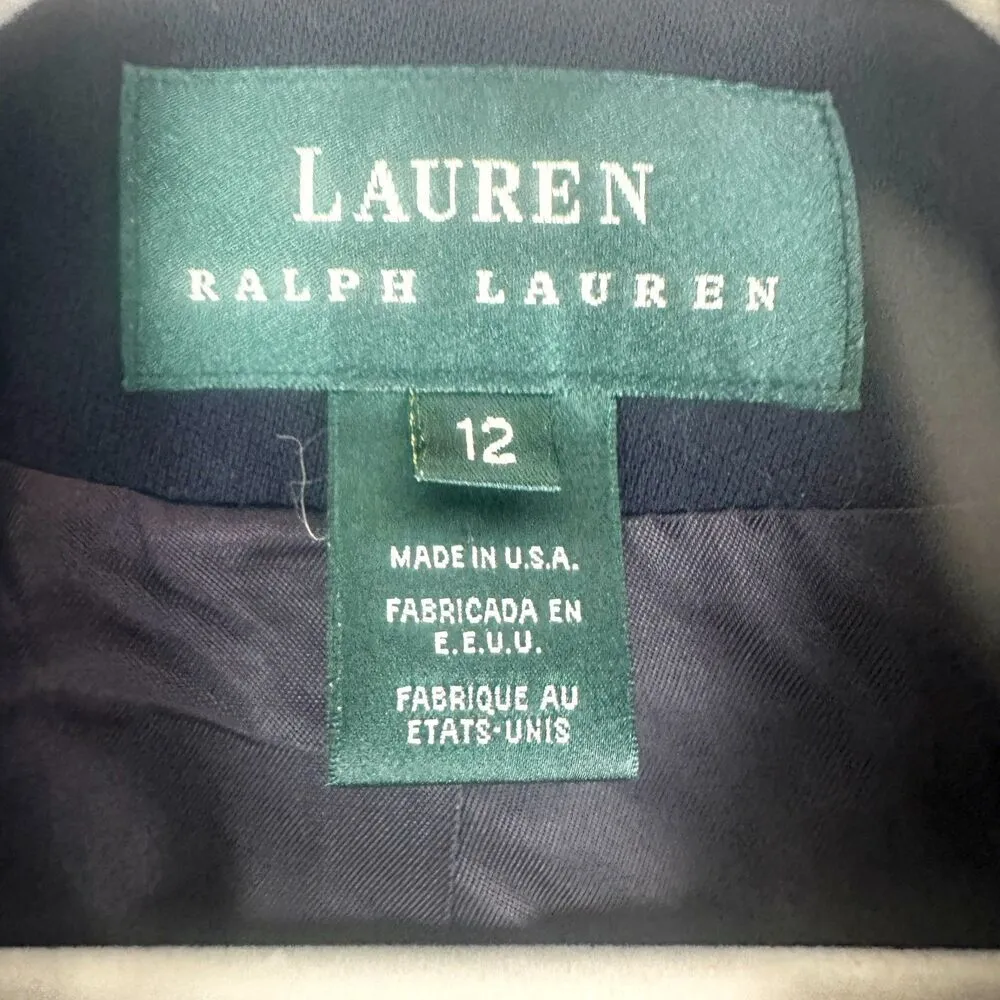 LAUREN
RALPH LAUREN
12
MADE IN U.S.A.
FABRICADA EN
E.E.U.U.
FABRIQUE AU
ETATS-UNIS